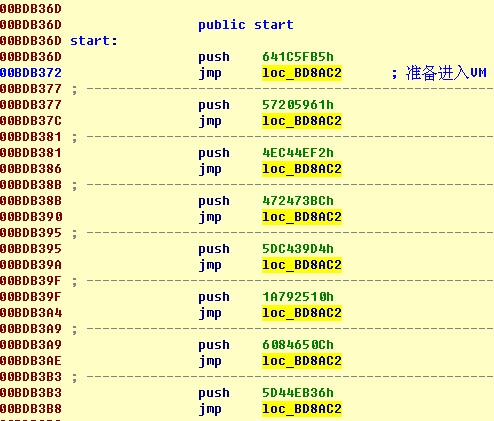 00BDB36D
00BDB36D public start
00BDB36D start:
00BDB36D push 641C5FB5h
00BDB372 jmp loc_BD8AC2 ; 准备进入VM
00BDB377 ; ---------------------------------------------------------
00BDB377 push 57205961h
00BDB37C jmp loc_BD8AC2
00BDB381 ; ---------------------------------------------------------
00BDB381 push 4EC44EF2h
00BDB386 jmp loc_BD8AC2
00BDB38B ; ---------------------------------------------------------
00BDB38B push 472473BCh
00BDB390 jmp loc_BD8AC2
00BDB395 ; ---------------------------------------------------------
00BDB395 push 5DC439D4h
00BDB39A jmp loc_BD8AC2
00BDB39F ; ---------------------------------------------------------
00BDB39F push 1A792510h
00BDB3A4 jmp loc_BD8AC2
00BDB3A9 ; ---------------------------------------------------------
00BDB3A9 push 6084650Ch
00BDB3AE jmp loc_BD8AC2
00BDB3B3 ; ---------------------------------------------------------
00BDB3B3 push 5D44EB36h
00BDB3B8 jmp loc_BD8AC2